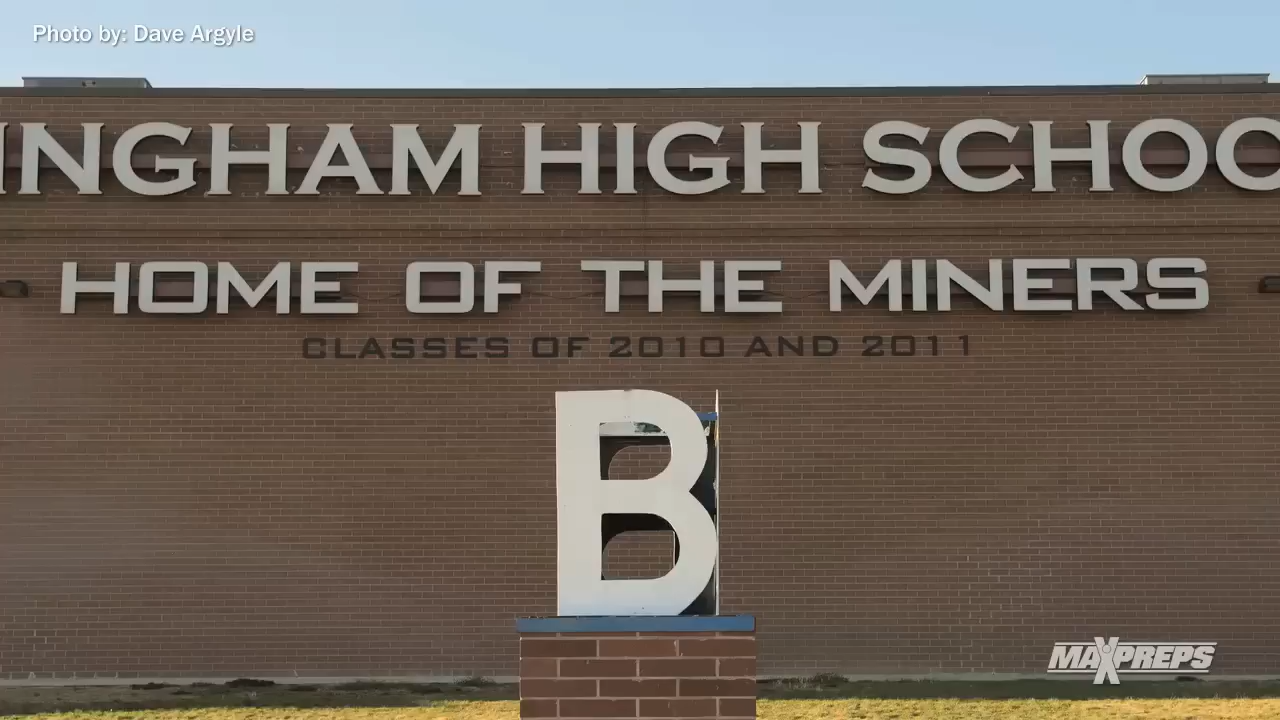 Photo by: Dave Argyle
INGHAM HIGH SCHOO
HOME OF THE MINERS
CLASSES OF 2010 AND 2011
B
MAXPREPS